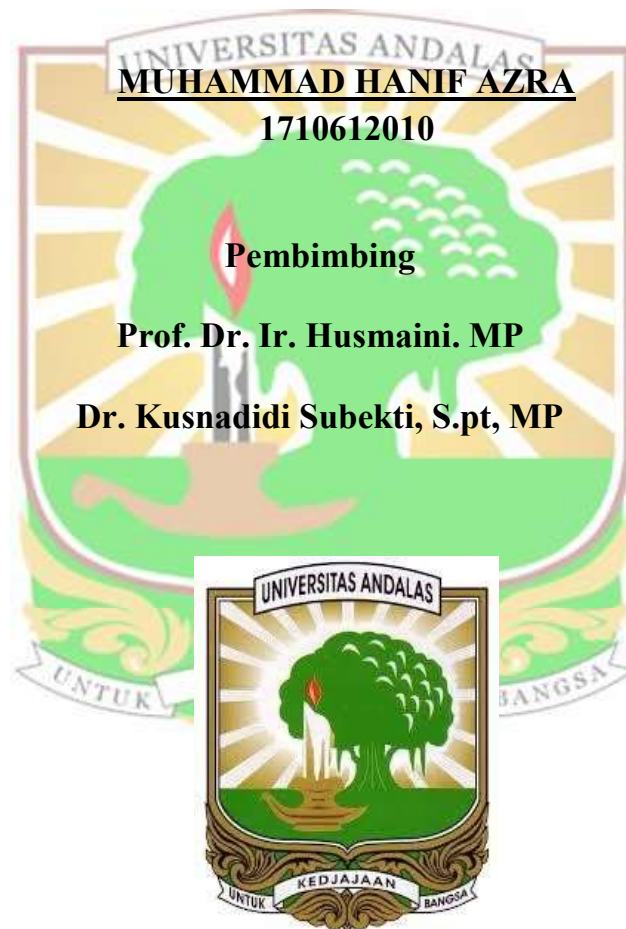 UNIVERSITAS ANDALAS
MUHAMMAD HANIF AZRA
1710612010
Pembimbing
Prof. Dr. Ir. Husmaini. MP
Dr. Kusnadidi Subekti, S.pt, MP
UNIVERSITAS ANDALAS
UNTUK BANGSA
UNTUK KEDJAJAAN BANGSA